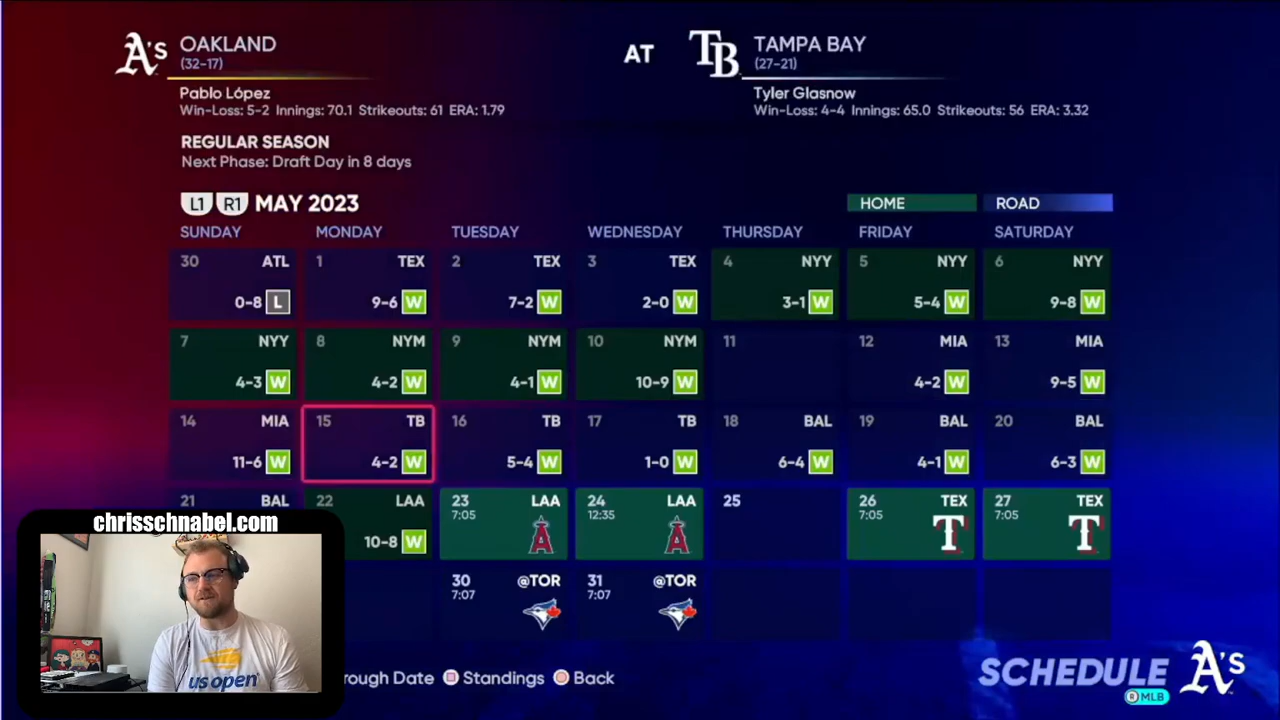 A's OAKLAND
(32-17)
AT
TB TAMPA BAY
(27-21)
Pablo López
Win-Loss: 5-2 Innings: 70.1 Strikeouts: 61 ERA: 1.79
Tyler Glasnow
Win-Loss: 4-4 Innings: 65.0 Strikeouts: 56 ERA: 3.32
REGULAR SEASON
Next Phase: Draft Day in 8 days
L1 R1 MAY 2023
HOME ROAD
SUNDAY MONDAY TUESDAY WEDNESDAY THURSDAY FRIDAY SATURDAY
30 ATL 1 TEX 2 TEX 3 TEX 4 NYY 5 NYY 6 NYY
0-8 L 9-6 W 7-2 W 2-0 W 3-1 W 5-4 W 9-8 W
7 NYY 8 NYM 9 NYM 10 NYM 11 12 MIA 13 MIA
4-3 W 4-2 W 4-1 W 10-9 W 4-2 W 9-5 W
14 MIA 15 TB 16 TB 17 TB 18 BAL 19 BAL 20 BAL
11-6 W 4-2 W 5-4 W 1-0 W 6-4 W 4-1 W 6-3 W
21 BAL 22 LAA 23 LAA 24 LAA 25 26 TEX 27 TEX
7:05 12:35 7:05 7:05
10-8 W A A T T
chrisschnabel.com
30 @TOR 31 @TOR
7:07 7:07
us open
rough Date Standings Back
SCHEDULE A's
R MLB